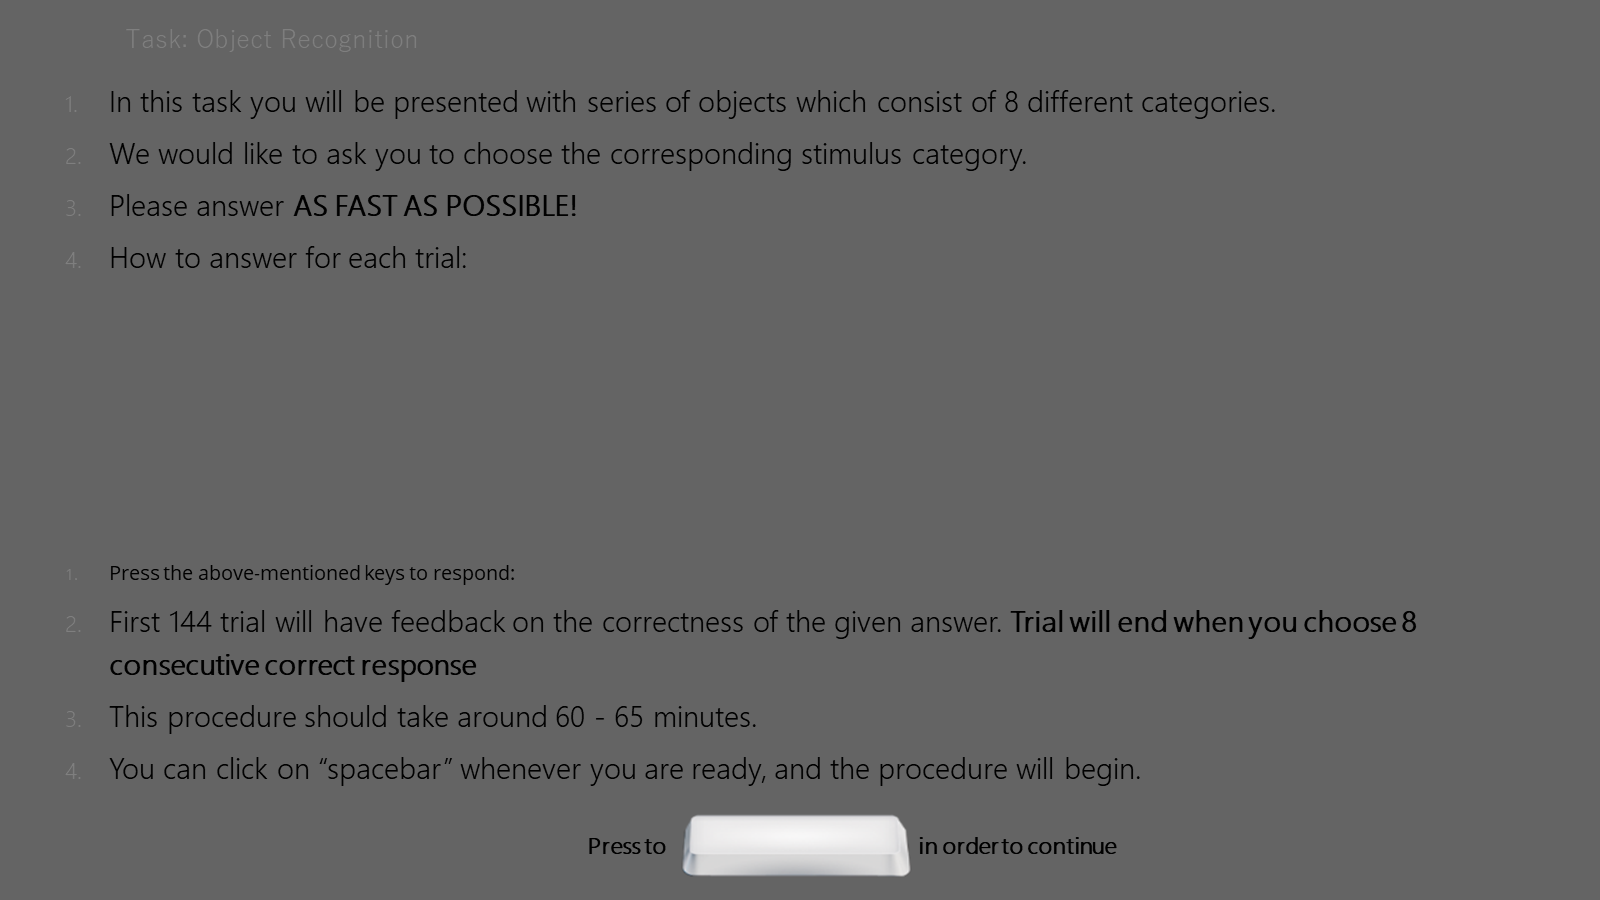 Task: Object Recognition
1. In this task you will be presented with series of objects which consist of 8 different categories.
2. We would like to ask you to choose the corresponding stimulus category.
3. Please answer AS FAST AS POSSIBLE!
4. How to answer for each trial:
1. Press the above-mentioned keys to respond:
2. First 144 trial will have feedback on the correctness of the given answer. Trial will end when you choose 8
consecutive correct response
3. This procedure should take around 60 - 65 minutes.
4. You can click on “spacebar” whenever you are ready, and the procedure will begin.
Press to in order to continue